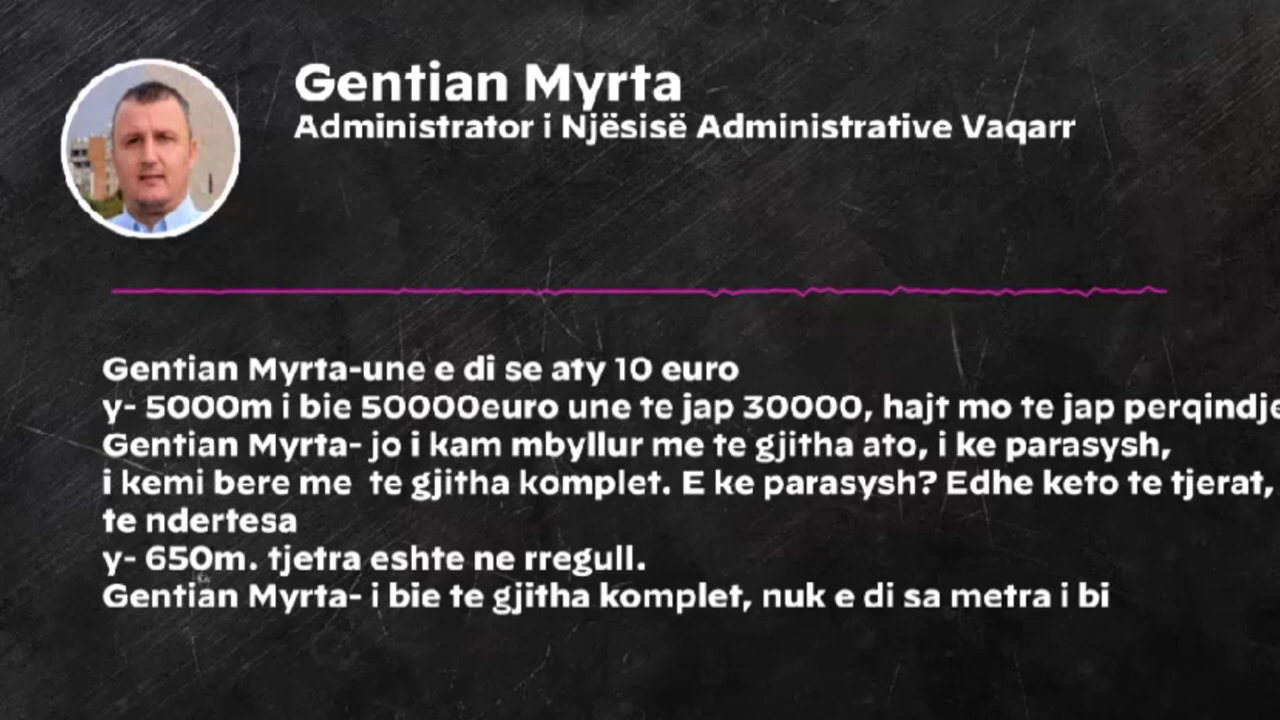 Gentian Myrta
Administrator i Njësisë Administrative Vaqarr
Gentian Myrta-une e di se aty 10 euro
y- 5000m i bie 50000euro une te jap 30000, hajt mo te jap perqindje
Gentian Myrta- jo i kam mbyllur me te gjitha ato, i ke parasysh,
i kemi bere me te gjitha komplet. E ke parasysh? Edhe keto te tjerat,
te ndertesa
y- 650m. tjetra eshte ne rregull.
Gentian Myrta- i bie te gjitha komplet, nuk e di sa metra i bi